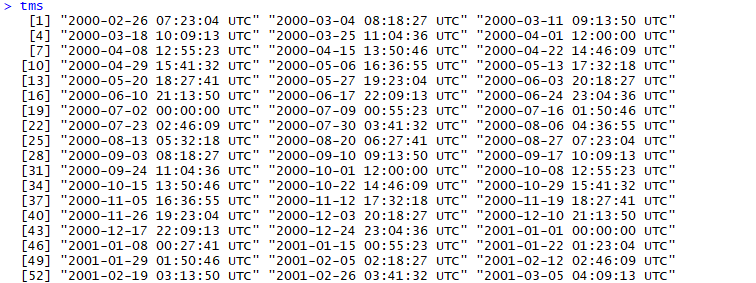 > tms
[1] "2000-02-26 07:23:04 UTC" "2000-03-04 08:18:27 UTC" "2000-03-11 09:13:50 UTC"
[4] "2000-03-18 10:09:13 UTC" "2000-03-25 11:04:36 UTC" "2000-04-01 12:00:00 UTC"
[7] "2000-04-08 12:55:23 UTC" "2000-04-15 13:50:46 UTC" "2000-04-22 14:46:09 UTC"
[10] "2000-04-29 15:41:32 UTC" "2000-05-06 16:36:55 UTC" "2000-05-13 17:32:18 UTC"
[13] "2000-05-20 18:27:41 UTC" "2000-05-27 19:23:04 UTC" "2000-06-03 20:18:27 UTC"
[16] "2000-06-10 21:13:50 UTC" "2000-06-17 22:09:13 UTC" "2000-06-24 23:04:36 UTC"
[19] "2000-07-02 00:00:00 UTC" "2000-07-09 00:55:23 UTC" "2000-07-16 01:50:46 UTC"
[22] "2000-07-23 02:46:09 UTC" "2000-07-30 03:41:32 UTC" "2000-08-06 04:36:55 UTC"
[25] "2000-08-13 05:32:18 UTC" "2000-08-20 06:27:41 UTC" "2000-08-27 07:23:04 UTC"
[28] "2000-09-03 08:18:27 UTC" "2000-09-10 09:13:50 UTC" "2000-09-17 10:09:13 UTC"
[31] "2000-09-24 11:04:36 UTC" "2000-10-01 12:00:00 UTC" "2000-10-08 12:55:23 UTC"
[34] "2000-10-15 13:50:46 UTC" "2000-10-22 14:46:09 UTC" "2000-10-29 15:41:32 UTC"
[37] "2000-11-05 16:36:55 UTC" "2000-11-12 17:32:18 UTC" "2000-11-19 18:27:41 UTC"
[40] "2000-11-26 19:23:04 UTC" "2000-12-03 20:18:27 UTC" "2000-12-10 21:13:50 UTC"
[43] "2000-12-17 22:09:13 UTC" "2000-12-24 23:04:36 UTC" "2001-01-01 00:00:00 UTC"
[46] "2001-01-08 00:27:41 UTC" "2001-01-15 00:55:23 UTC" "2001-01-22 01:23:04 UTC"
[49] "2001-01-29 01:50:46 UTC" "2001-02-05 02:18:27 UTC" "2001-02-12 02:46:09 UTC"
[52] "2001-02-19 03:13:50 UTC" "2001-02-26 03:41:32 UTC" "2001-03-05 04:09:13 UTC"